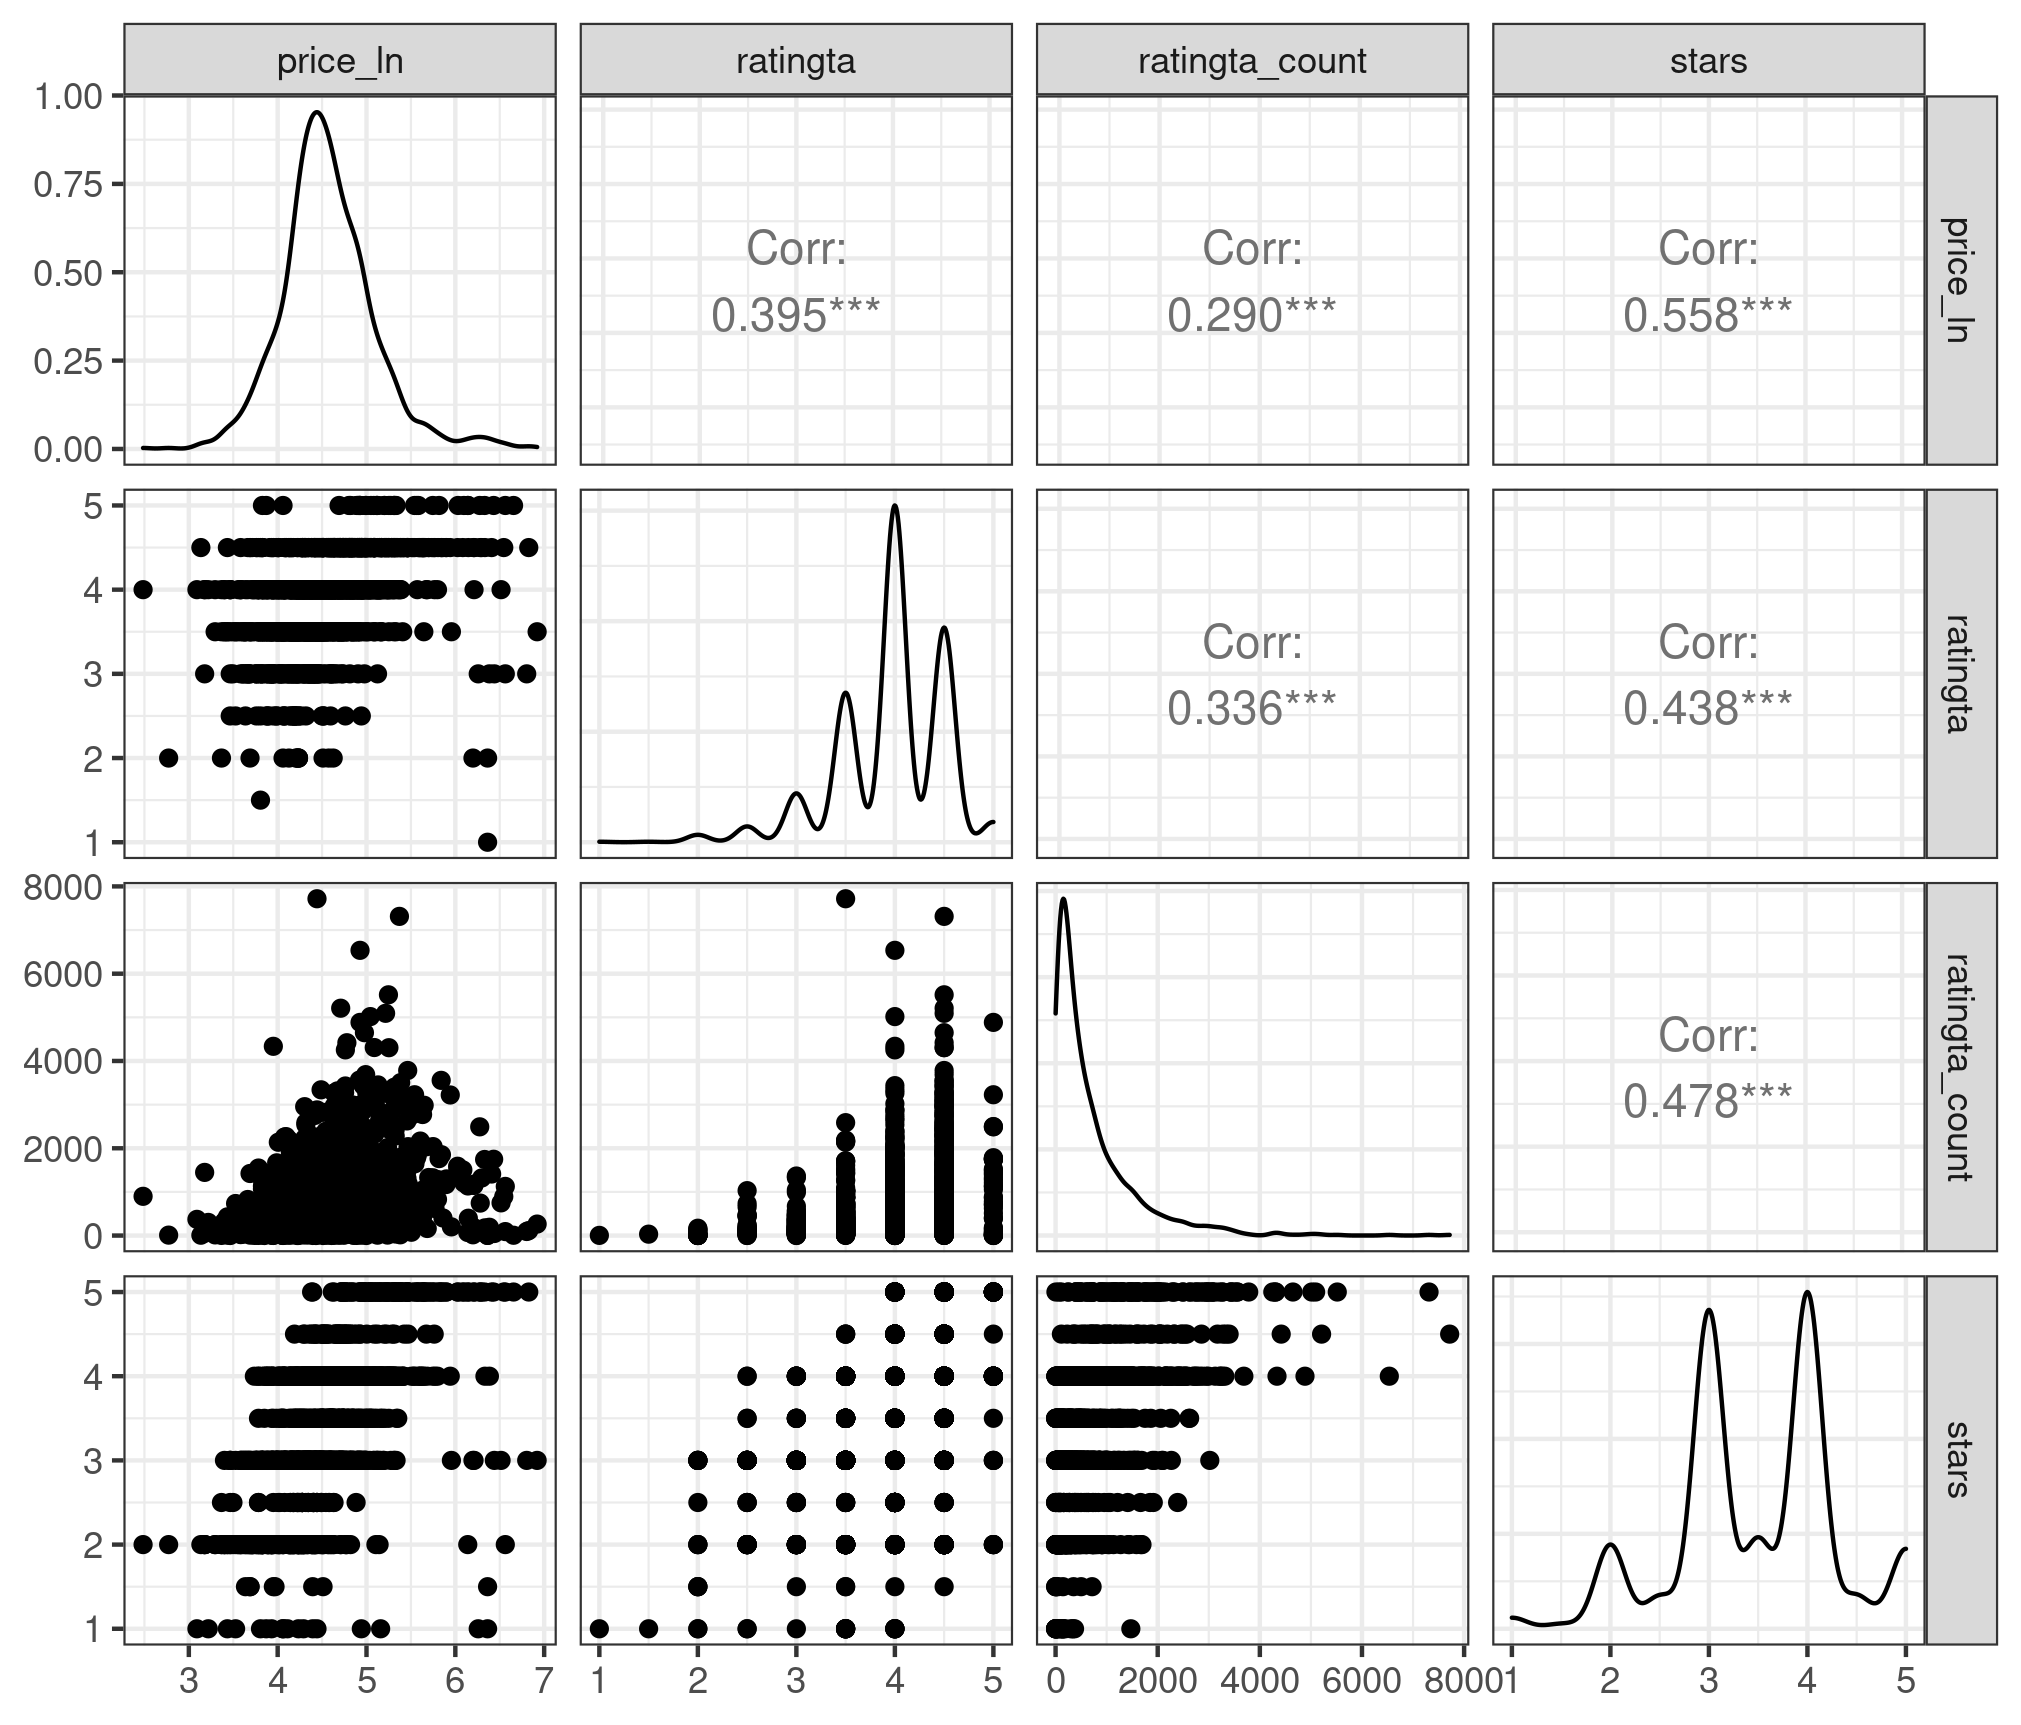 price_ln ratingta ratingta_count stars
1.00
0.75
0.50
0.25
0.00
Corr:
0.395***
Corr:
0.290***
Corr:
0.558***
price_ln
5
4
3
2
1
Corr:
0.336***
Corr:
0.438***
ratingta
8000
6000
4000
2000
0
Corr:
0.478***
ratingta_count
5
4
3
2
1
stars
3 4 5 6 7 1 2 3 4 5 0 2000 4000 6000 8000 1 2 3 4 5